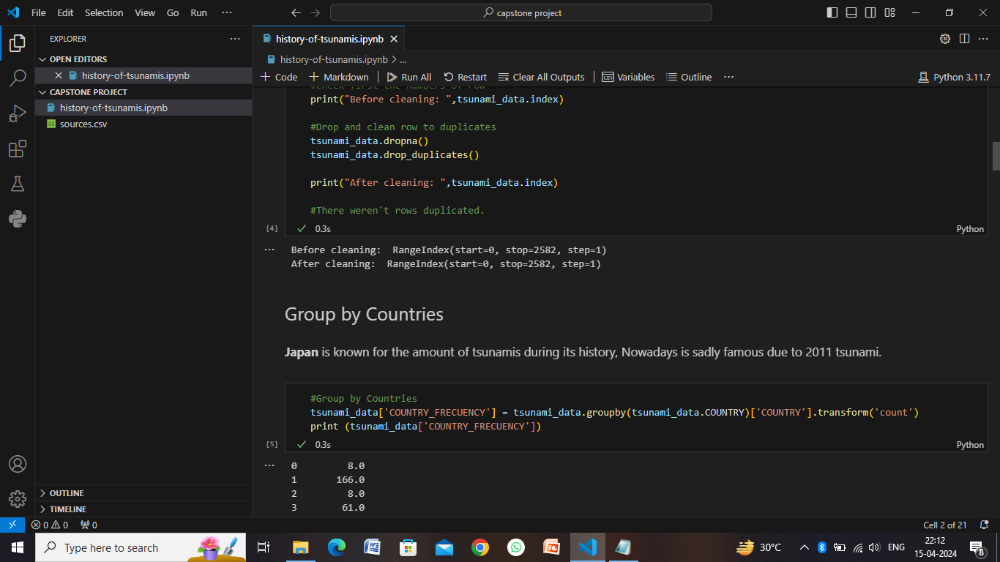 File Edit Selection View Go Run ···
capstone project
EXPLORER
OPEN EDITORS
history-of-tsunamis.ipynb
CAPSTONE PROJECT
history-of-tsunamis.ipynb
sources.csv
OUTLINE
TIMELINE
history-of-tsunamis.ipynb
history-of-tsunamis.ipynb > ...
+ Code + Markdown | Run All Restart Clear All Outputs | Variables Outline ··· Python 3.11.7
#Check first the numbers of row
print("Before cleaning: ",tsunami_data.index)
#Drop and clean row to duplicates
tsunami_data.dropna()
tsunami_data.drop_duplicates()
print("After cleaning: ",tsunami_data.index)
#There weren't rows duplicated.
[4] 0.3s Python
Before cleaning:  RangeIndex(start=0, stop=2582, step=1)
After cleaning:  RangeIndex(start=0, stop=2582, step=1)
Group by Countries
Japan is known for the amount of tsunamis during its history, Nowadays is sadly famous due to 2011 tsunami.
#Group by Countries
tsunami_data['COUNTRY_FRECUENCY'] = tsunami_data.groupby(tsunami_data.COUNTRY)['COUNTRY'].transform('count')
print (tsunami_data['COUNTRY_FRECUENCY'])
[5] 0.3s Python
0 8.0
1 166.0
2 8.0
3 61.0
0 0 0 Cell 2 of 21
Type here to search 30°C ENG 22:12
15-04-2024 8